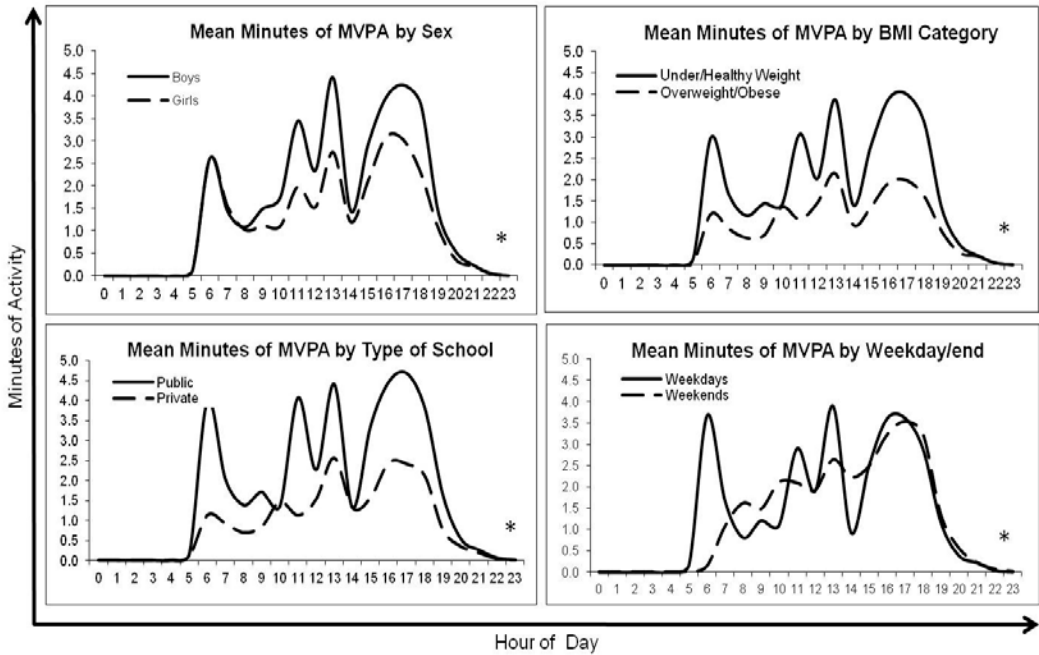 Minutes of Activity
Mean Minutes of MVPA by Sex
5.0
4.5
4.0
3.5
3.0
2.5
2.0
1.5
1.0
0.5
0.0
Boys
Girls
*
0 1 2 3 4 5 6 7 8 9 10 11 12 13 14 15 16 17 18 19 20 21 22 23
Mean Minutes of MVPA by BMI Category
5.0
4.5
4.0
3.5
3.0
2.5
2.0
1.5
1.0
0.5
0.0
Under/Healthy Weight
Overweight/Obese
*
0 1 2 3 4 5 6 7 8 9 10 11 12 13 14 15 16 17 18 19 20 21 22 23
Mean Minutes of MVPA by Type of School
5.0
4.5
4.0
3.5
3.0
2.5
2.0
1.5
1.0
0.5
0.0
Public
Private
*
0 1 2 3 4 5 6 7 8 9 10 11 12 13 14 15 16 17 18 19 20 21 22 23
Mean Minutes of MVPA by Weekday/end
5.0
4.5
4.0
3.5
3.0
2.5
2.0
1.5
1.0
0.5
0.0
Weekdays
Weekends
*
0 1 2 3 4 5 6 7 8 9 10 11 12 13 14 15 16 17 18 19 20 21 22 23
Hour of Day